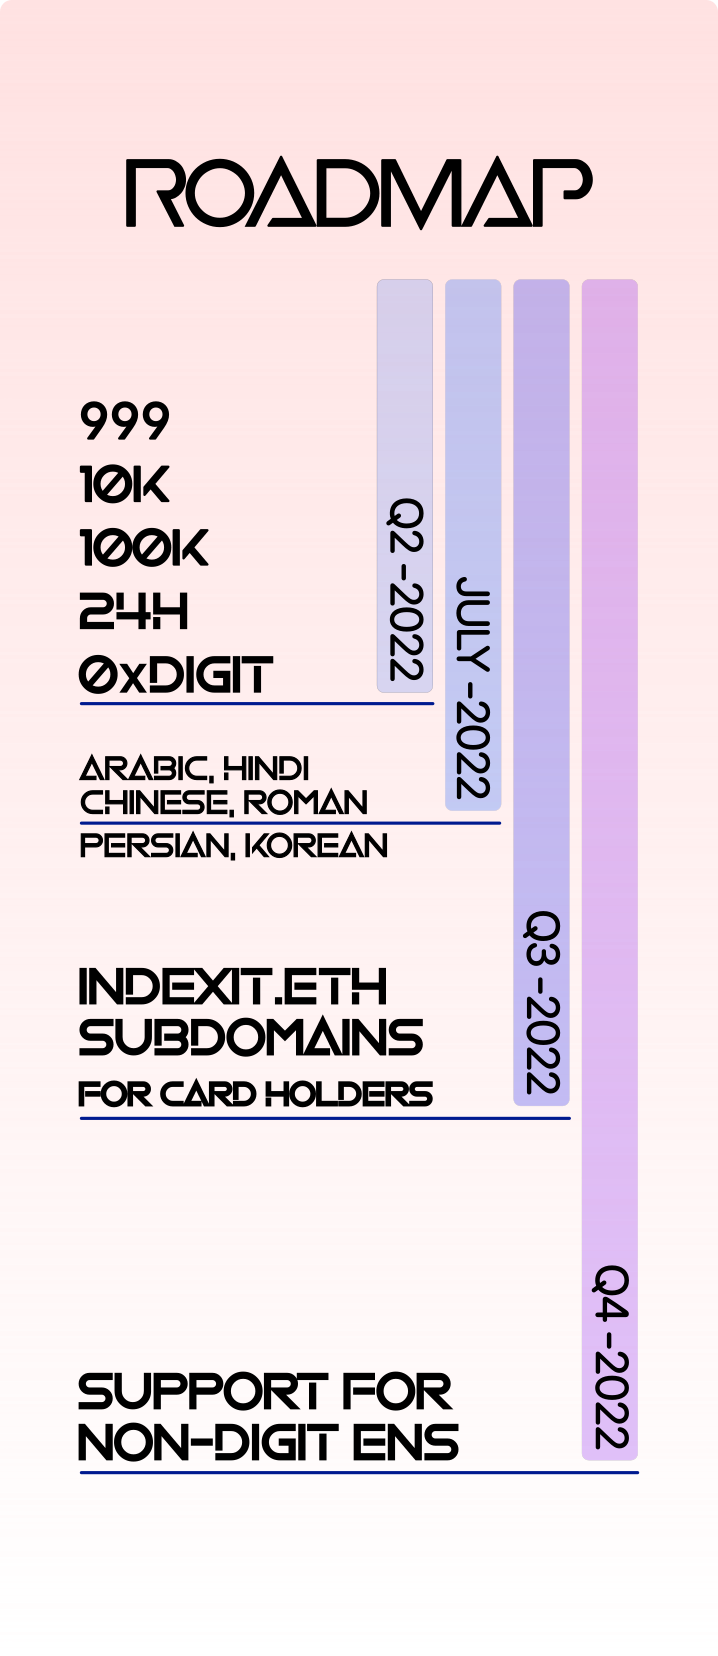 ROADMAP
999
10K
100K
24H
0xDIGIT
Q2 -2022
ARABIC, HINDI
CHINESE, ROMAN
JULY -2022
PERSIAN, KOREAN
INDEXIT.ETH
SUBDOMAINS
FOR CARD HOLDERS
Q3 -2022
SUPPORT FOR
NON-DIGIT ENS
Q4 -2022